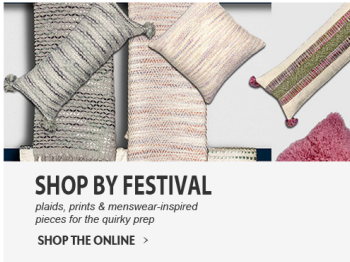 SHOP BY FESTIVAL
plaids, prints & menswear-inspired
pieces for the quirky prep
SHOP THE ONLINE >